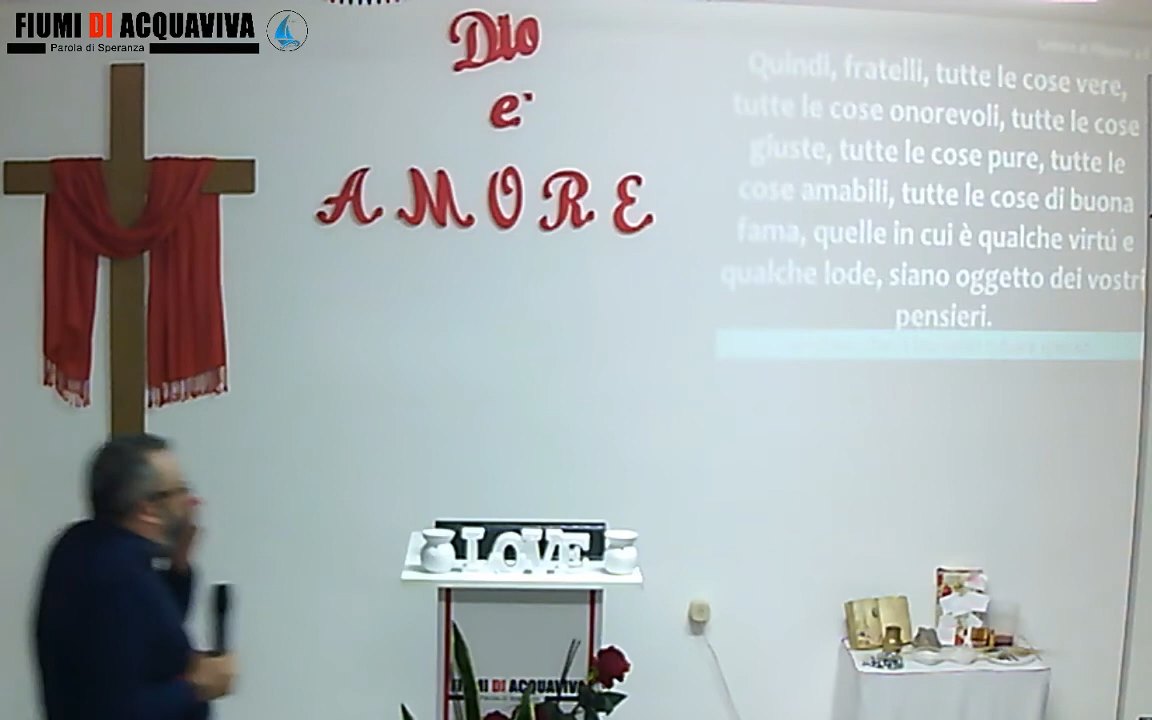 FIUMI DI ACQUAVIVA
Parola di Speranza
Dio
e'
AMORE
Quindi, fratelli, tutte le cose vere,
tutte le cose onorevoli, tutte le cose
giuste, tutte le cose pure, tutte le
cose amabili, tutte le cose di buona
fama, quelle in cui è qualche virtú e
qualche lode, siano oggetto dei vostri
pensieri.
LOVE
FIUMI DI ACQUAVIVA